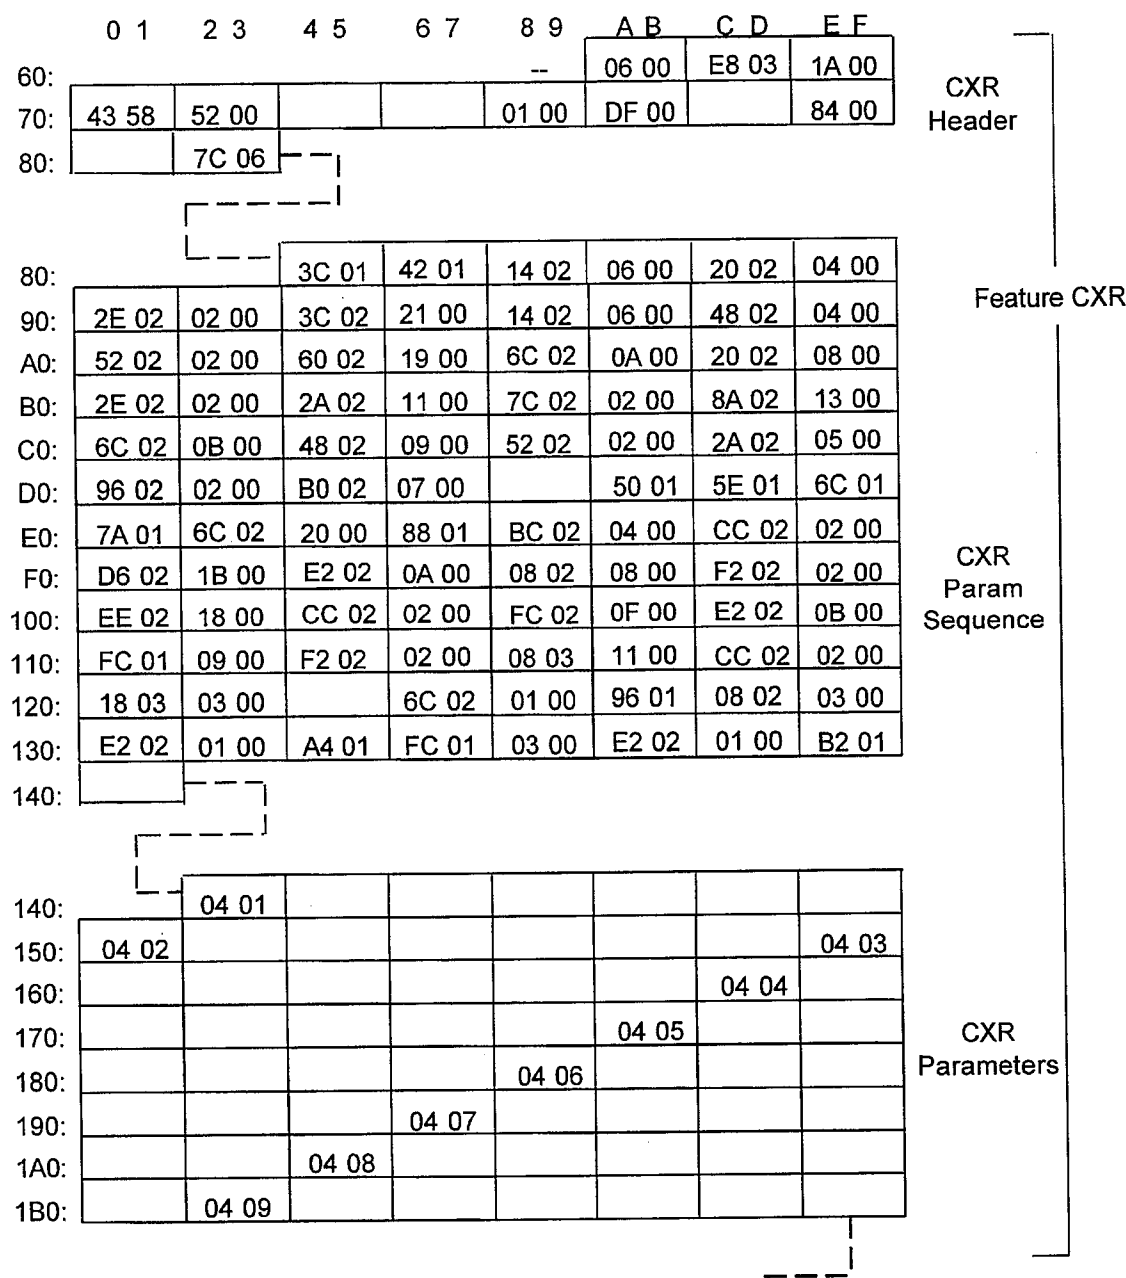 0 1 2 3 4 5 6 7 8 9 A B C D E F
60: -- 06 00 E8 03 1A 00
70: 43 58 52 00 01 00 DF 00 84 00
80: 7C 06
CXR
Header
80: 3C 01 42 01 14 02 06 00 20 02 04 00
90: 2E 02 02 00 3C 02 21 00 14 02 06 00 48 02 04 00
A0: 52 02 02 00 60 02 19 00 6C 02 0A 00 20 02 08 00
B0: 2E 02 02 00 2A 02 11 00 7C 02 02 00 8A 02 13 00
C0: 6C 02 0B 00 48 02 09 00 52 02 02 00 2A 02 05 00
D0: 96 02 02 00 B0 02 07 00 50 01 5E 01 6C 01
E0: 7A 01 6C 02 20 00 88 01 BC 02 04 00 CC 02 02 00
F0: D6 02 1B 00 E2 02 0A 00 08 02 08 00 F2 02 02 00
100: EE 02 18 00 CC 02 02 00 FC 02 0F 00 E2 02 0B 00
110: FC 01 09 00 F2 02 02 00 08 03 11 00 CC 02 02 00
120: 18 03 03 00 6C 02 01 00 96 01 08 02 03 00
130: E2 02 01 00 A4 01 FC 01 03 00 E2 02 01 00 B2 01
140:
Feature CXR
CXR
Param
Sequence
140: 04 01
150: 04 02 04 03
160: 04 04
170: 04 05
180: 04 06
190: 04 07
1A0: 04 08
1B0: 04 09
CXR
Parameters